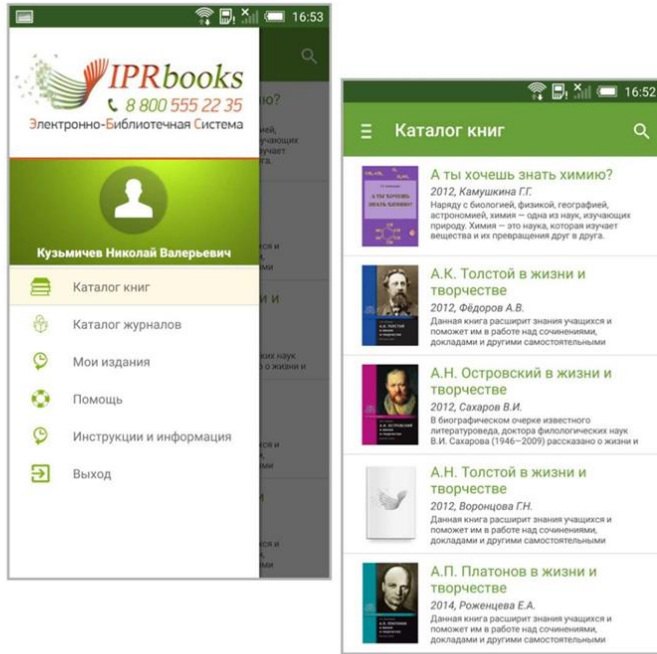 16:53
IPRbooks
8 800 555 22 35
Электронно-Библиотечная Система
Кузьмичев Николай Валерьевич
Каталог книг
Каталог журналов
Мои издания
Помощь
Инструкции и информация
Выход
16:52
Каталог книг
А ты хочешь знать химию?
2012, Камушкина Г.Г.
Наряду с биологией, физикой, географией,
астрономией, химия — одна из наук, изучающих
природу. Химия — это наука, которая изучает
вещества и их превращения друг в друга.
А ТЫ ХОЧЕШЬ
ЗНАТЬ ХИМИЮ?
А.К. Толстой в жизни и
творчестве
2012, Фёдоров А.В.
Данная книга расширит знания учащихся и
поможет им в работе над сочинениями,
докладами и другими самостоятельными
А.Н. Островский в жизни и
творчестве
2012, Сахаров В.И.
В биографическом очерке известного
литературоведа, доктора филологических наук
В.И. Сахарова (1946—2009) рассказано о жизни и
А.Н. Толстой в жизни и
творчестве
2012, Воронцова Г.Н.
Данная книга расширит знания учащихся и
поможет им в работе над сочинениями,
докладами и другими самостоятельными
А.П. Платонов в жизни и
творчестве
2014, Роженцева Е.А.
Данная книга расширит знания учащихся и
поможет им в работе над сочинениями,
докладами и другими самостоятельными